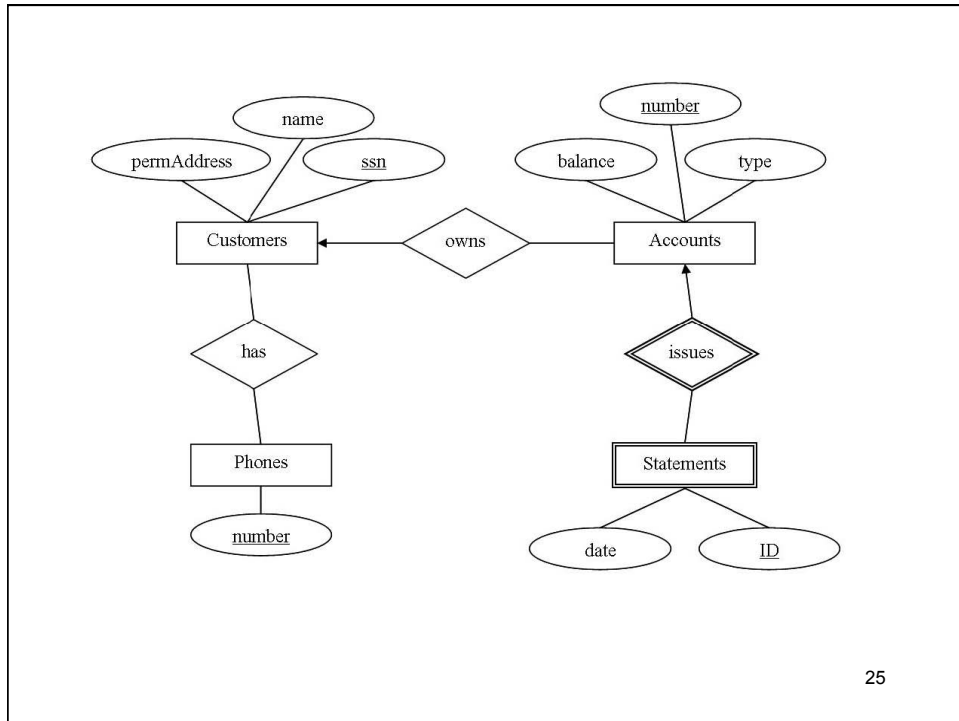 name
permAddress
ssn
number
balance
type
Customers
owns
Accounts
has
issues
Phones
Statements
number
date
ID
25